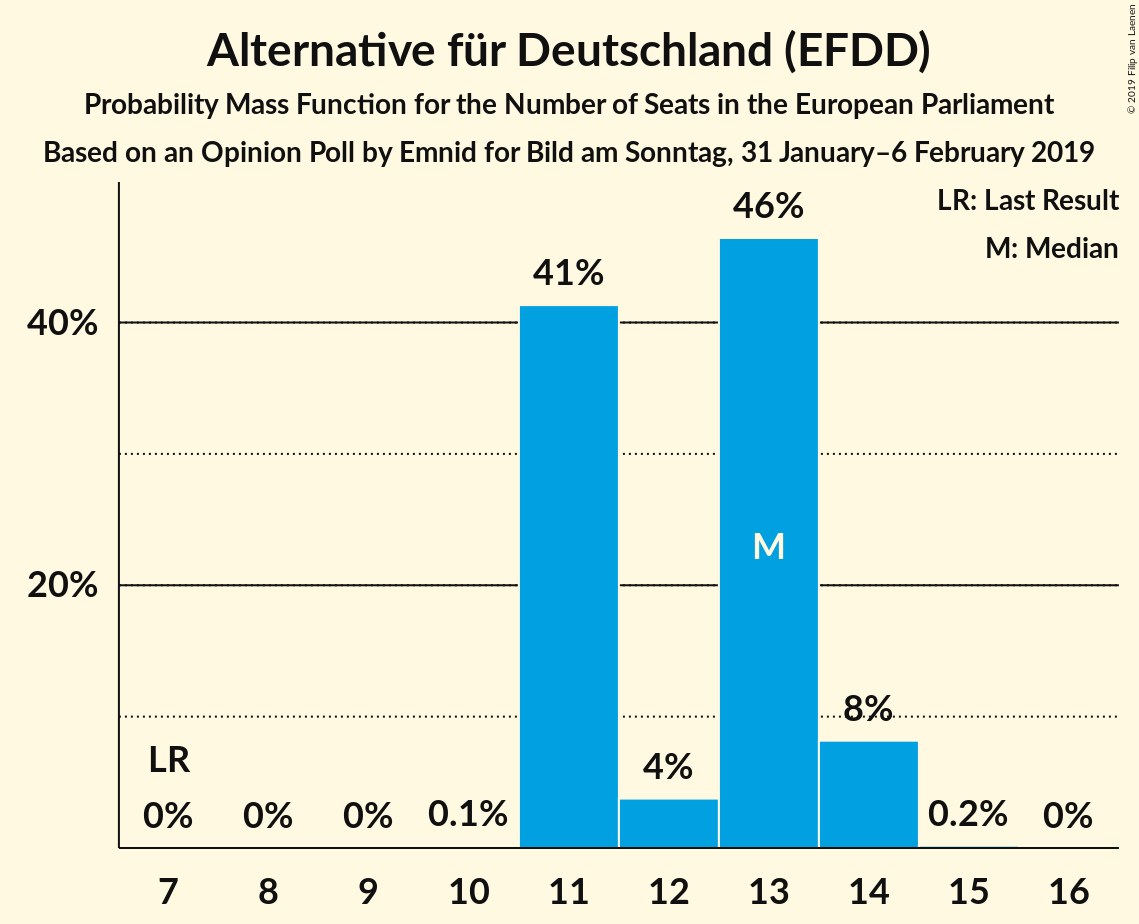 Alternative für Deutschland (EFDD)
Probability Mass Function for the Number of Seats in the European Parliament
Based on an Opinion Poll by Emnid for Bild am Sonntag, 31 January–6 February 2019
© 2019 Filip van Laenen
LR: Last Result
M: Median
46%
41%
40%
M
20%
8%
LR
4%
0% 0% 0% 0.1% 0.2% 0%
7 8 9 10 11 12 13 14 15 16